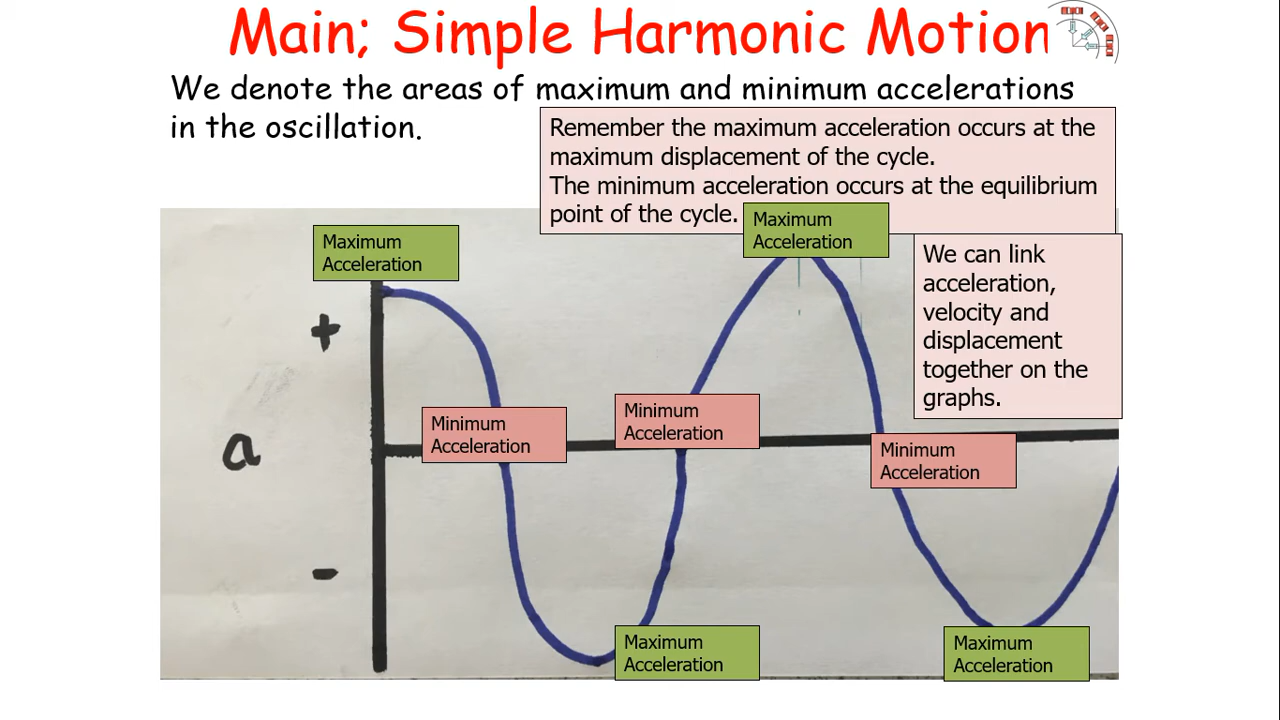 Main; Simple Harmonic Motion
We denote the areas of maximum and minimum accelerations
in the oscillation.
Remember the maximum acceleration occurs at the
maximum displacement of the cycle.
The minimum acceleration occurs at the equilibrium
point of the cycle.
Maximum
Acceleration
Maximum
Acceleration
We can link
acceleration,
velocity and
displacement
together on the
graphs.
+
a
-
Minimum
Acceleration
Minimum
Acceleration
Minimum
Acceleration
Maximum
Acceleration
Maximum
Acceleration